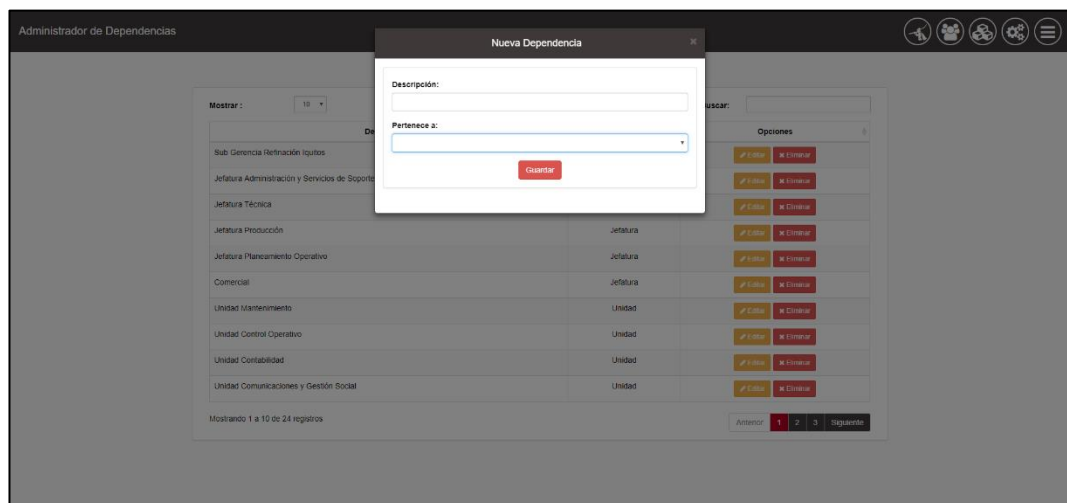 Administrador de Dependencias
Nueva Dependencia ×
Descripción:
Pertenece a:
Guardar
Mostrar : 10
uscar:
De Opciones
Sub Gerencia Refinación Iquitos Editar Eliminar
Jefatura Administración y Servicios de Soporte Editar Eliminar
Jefatura Técnica Editar Eliminar
Jefatura Producción Jefatura Editar Eliminar
Jefatura Planeamiento Operativo Jefatura Editar Eliminar
Comercial Jefatura Editar Eliminar
Unidad Mantenimiento Unidad Editar Eliminar
Unidad Control Operativo Unidad Editar Eliminar
Unidad Contabilidad Unidad Editar Eliminar
Unidad Comunicaciones y Gestión Social Unidad Editar Eliminar
Mostrando 1 a 10 de 24 registros Anterior 1 2 3 Siguiente